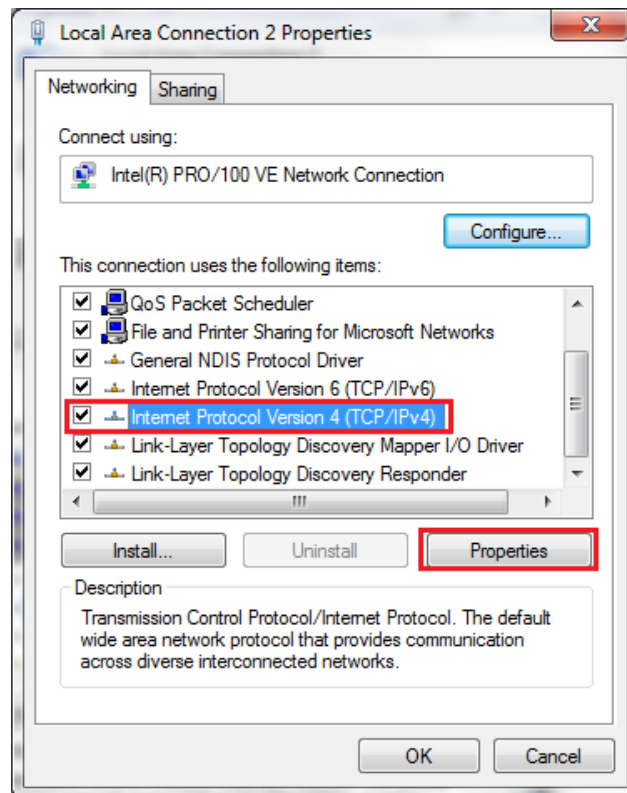 Local Area Connection 2 Properties
Networking
Sharing
Connect using:
Intel(R) PRO/100 VE Network Connection
Configure...
This connection uses the following items:
QoS Packet Scheduler
File and Printer Sharing for Microsoft Networks
General NDIS Protocol Driver
Internet Protocol Version 6 (TCP/IPv6)
Internet Protocol Version 4 (TCP/IPv4)
Link-Layer Topology Discovery Mapper I/O Driver
Link-Layer Topology Discovery Responder
Install...
Uninstall
Properties
Description
Transmission Control Protocol/Internet Protocol. The default
wide area network protocol that provides communication
across diverse interconnected networks.
OK
Cancel